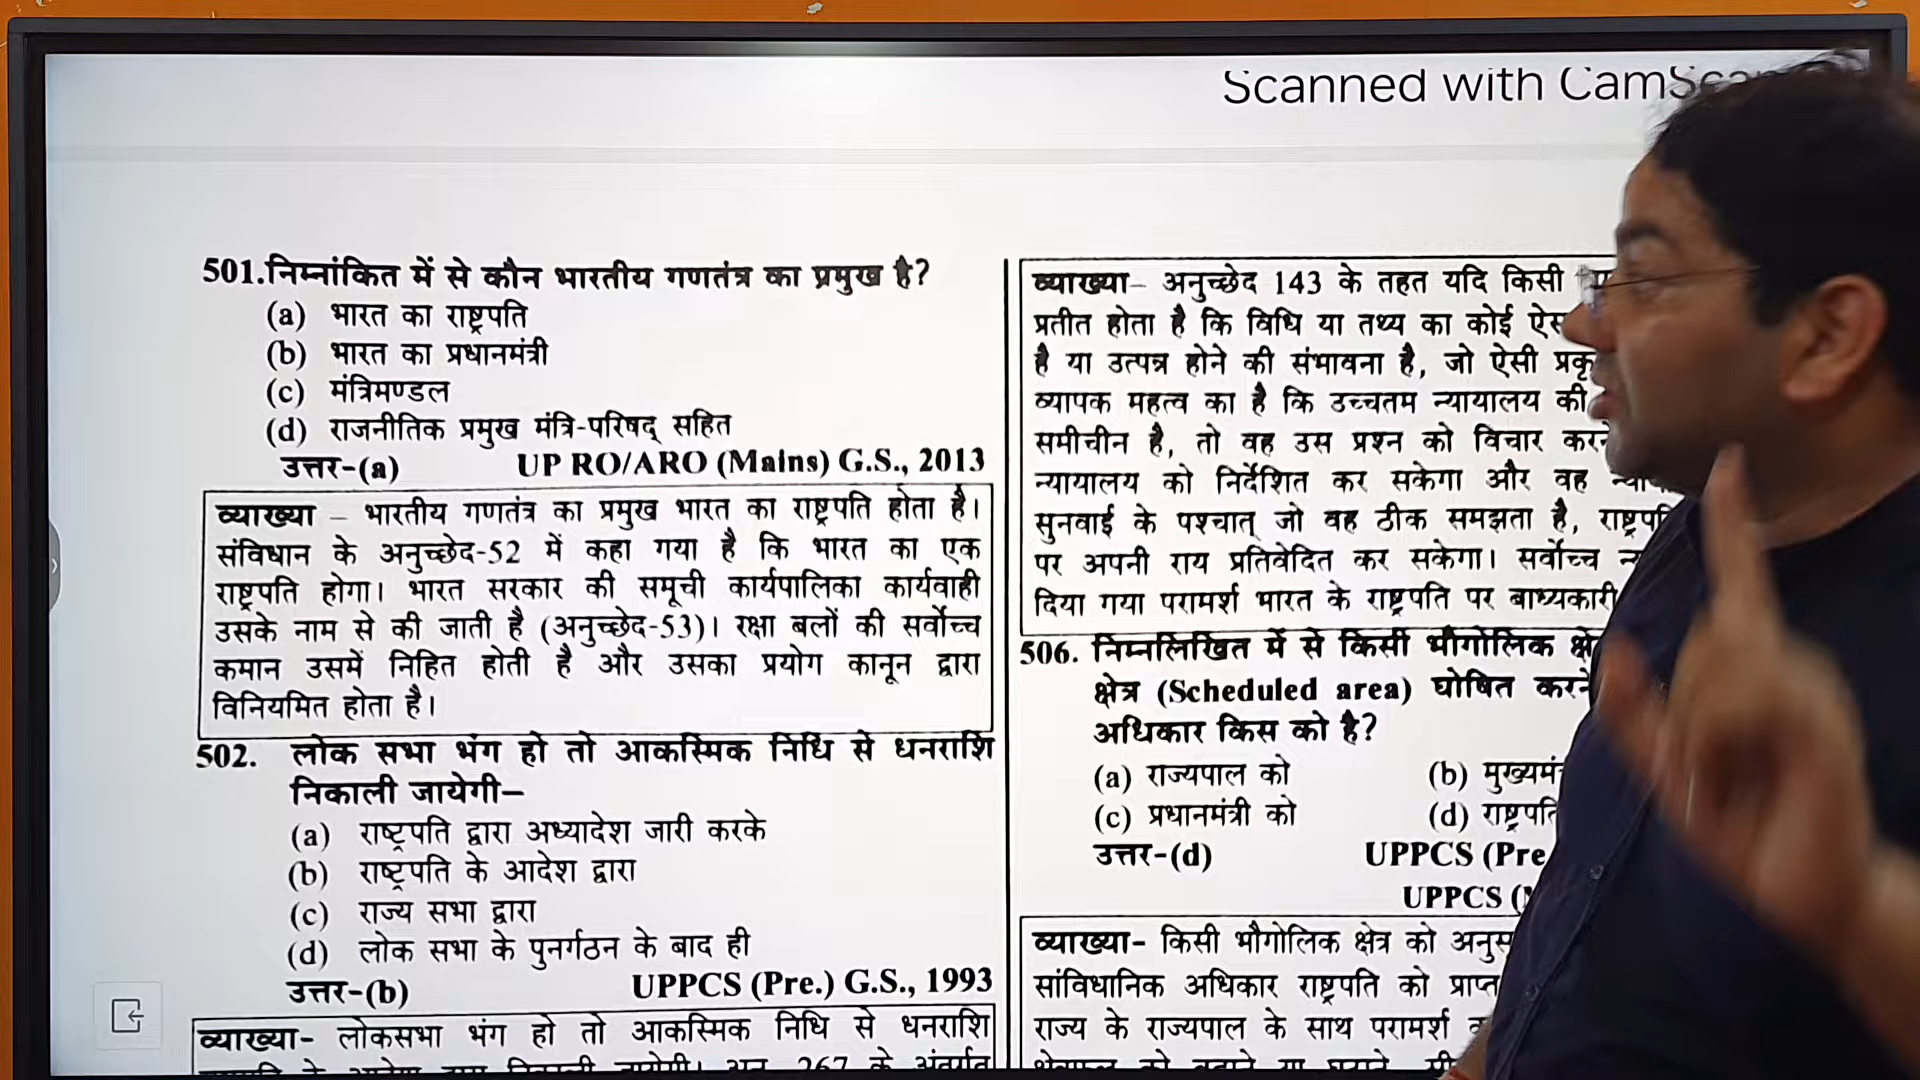 Scanned with
501.निम्नांकित में से कौन भारतीय गणतंत्र का प्रमुख है?
(a) भारत का राष्ट्रपति
(b) भारत का प्रधानमंत्री
(c) मंत्रिमण्डल
(d) राजनीतिक प्रमुख मंत्रि-परिषद् सहित
उत्तर-(a) UP RO/ARO (Mains) G.S., 2013
व्याख्या – भारतीय गणतंत्र का प्रमुख भारत का राष्ट्रपति होता है।
संविधान के अनुच्छेद-52 में कहा गया है कि भारत का एक
राष्ट्रपति होगा। भारत सरकार की समूची कार्यपालिका कार्यवाही
उसके नाम से की जाती है (अनुच्छेद-53)। रक्षा बलों की सर्वोच्च
कमान उसमें निहित होती है और उसका प्रयोग कानून द्वारा
विनियमित होता है।
502. लोक सभा भंग हो तो आकस्मिक निधि से धनराशि
निकाली जायेगी–
(a) राष्ट्रपति द्वारा अध्यादेश जारी करके
(b) राष्ट्रपति के आदेश द्वारा
(c) राज्य सभा द्वारा
(d) लोक सभा के पुनर्गठन के बाद ही
उत्तर-(b) UPPCS (Pre.) G.S., 1993
व्याख्या- लोकसभा भंग हो तो आकस्मिक निधि से धनराशि
267 के अंतर्गत
व्याख्या– अनुच्छेद 143 के तहत यदि किसी
प्रतीत होता है कि विधि या तथ्य का कोई
है या उत्पन्न होने की संभावना है, जो ऐसी
व्यापक महत्व का है कि उच्चतम न्यायालय की
समीचीन है, तो वह उस प्रश्न को विचार
न्यायालय को निर्देशित कर सकेगा और वह
सुनवाई के पश्चात् जो वह ठीक समझता है,
पर अपनी राय प्रतिवेदित कर सकेगा। सर्वोच्च
दिया गया परामर्श भारत के राष्ट्रपति पर बाध्यकारी
506. निम्नलिखित में से किसी भौगोलिक
क्षेत्र (Scheduled area) घोषित
अधिकार किस को है?
(a) राज्यपाल को (b)
(c) प्रधानमंत्री को (d)
उत्तर-(d) UPPCS (Pre
UPPCS
व्याख्या- किसी भौगोलिक क्षेत्र को
सांविधानिक अधिकार राष्ट्रपति को प्राप्त
राज्य के राज्यपाल के साथ परामर्श